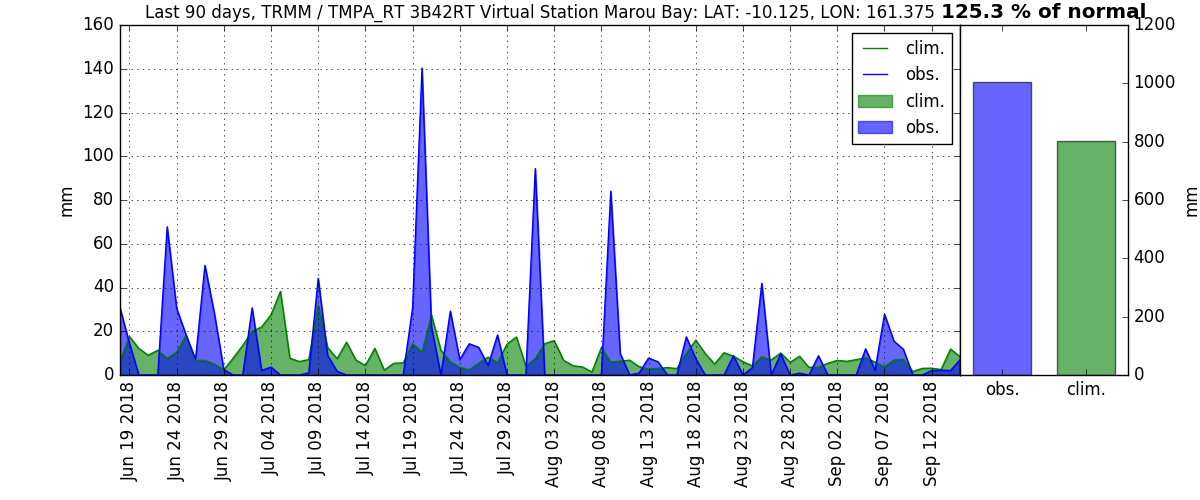 Last 90 days, TRMM / TMPA_RT 3B42RT Virtual Station Marou Bay: LAT: -10.125, LON: 161.375 125.3 % of normal
160
140
120
100
80
60
40
20
0
mm
clim.
obs.
clim.
obs.
Jun 19 2018
Jun 24 2018
Jun 29 2018
Jul 04 2018
Jul 09 2018
Jul 14 2018
Jul 19 2018
Jul 24 2018
Jul 29 2018
Aug 03 2018
Aug 08 2018
Aug 13 2018
Aug 18 2018
Aug 23 2018
Aug 28 2018
Sep 02 2018
Sep 07 2018
Sep 12 2018
1200
1000
800
600
400
200
0
mm
obs.
clim.